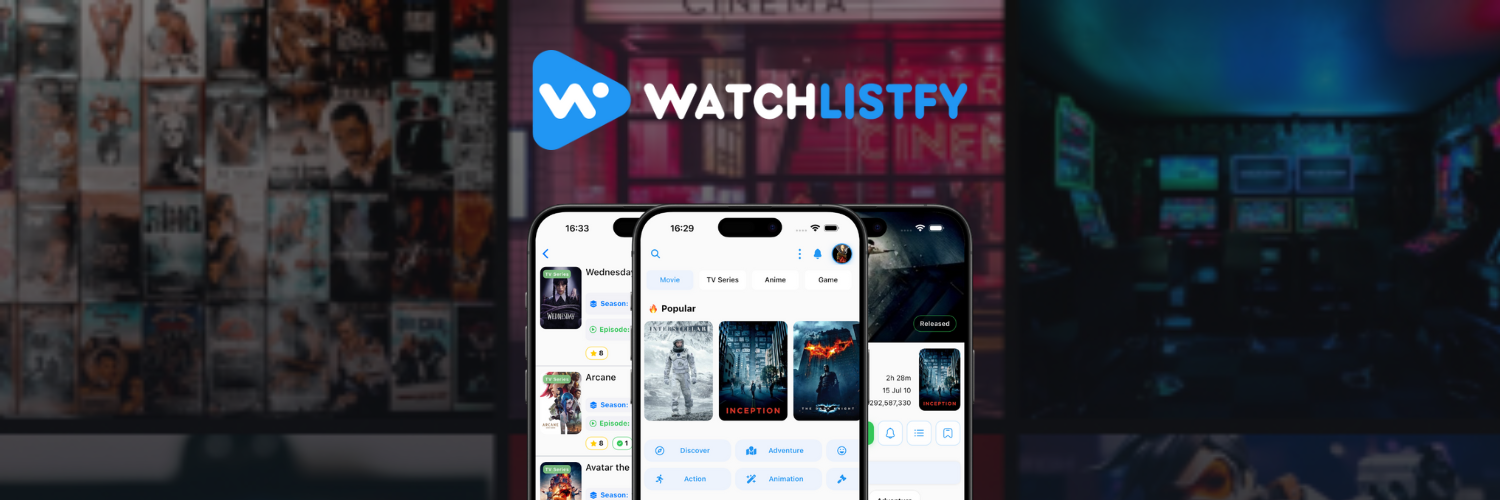 CINEMA
WATCHLISTFY
16:33
TV Series
Wednesday
Season:
WEDNESDAY
Episode:
8
TV Series
Arcane
Season:
ARCANE
Episode:
8
1
TV Series
Avatar the
Season:
16:29
Movie
TV Series
Anime
Game
Popular
INTERSTELLAR
INCEPTION
THE DARK KNIGHT
Discover
Adventure
Action
Animation
Released
2h 28m
15 Jul 10
292,587,330
INCEPTION